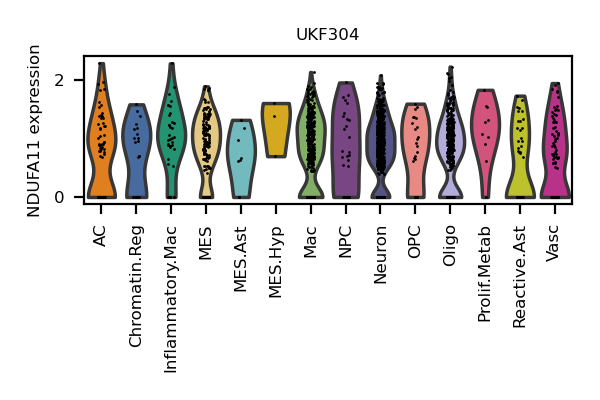 UKF304
NDUFA11 expression
2
0
AC
Chromatin.Reg
Inflammatory.Mac
MES
MES.Ast
MES.Hyp
Mac
NPC
Neuron
OPC
Oligo
Prolif.Metab
Reactive.Ast
Vasc